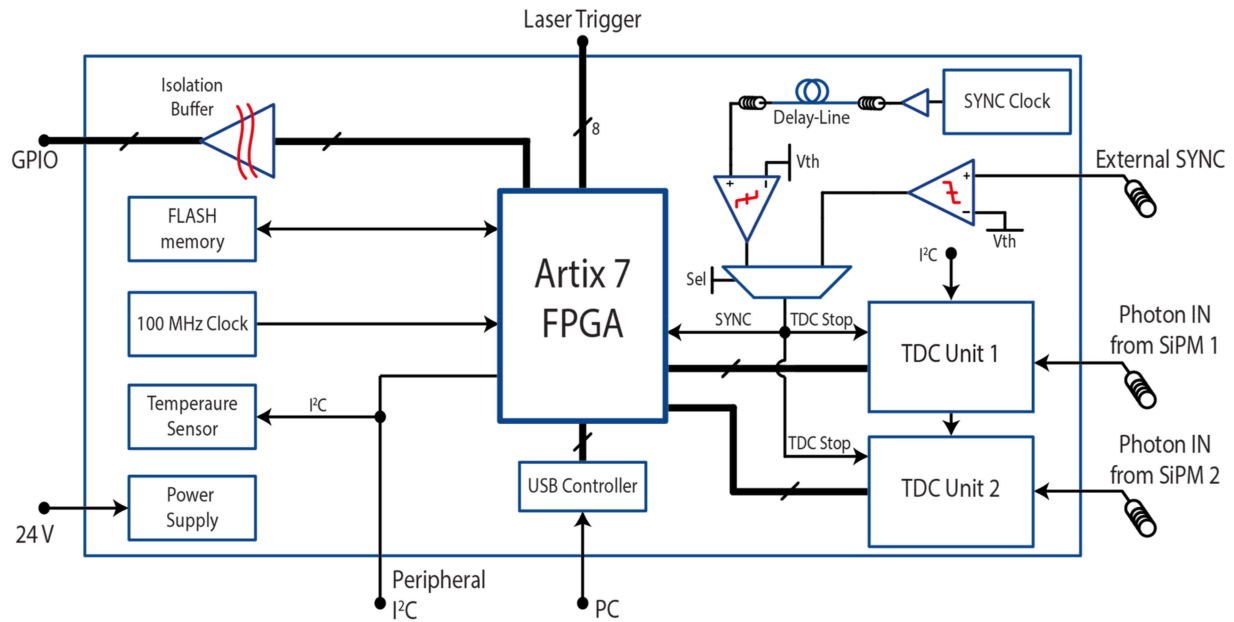 Laser Trigger
Isolation
Buffer
8
Delay-Line
SYNC Clock
GPIO
+
-
Vth
External SYNC
+
-
Vth
FLASH
memory
Artix 7
FPGA
Sel
I²C
100 MHz Clock
SYNC
TDC Stop
TDC Unit 1
Photon IN
from SiPM 1
Temperaure
Sensor
I²C
TDC Stop
TDC Unit 2
Photon IN
from SiPM 2
USB Controller
Power
Supply
24 V
Peripheral
I²C
PC